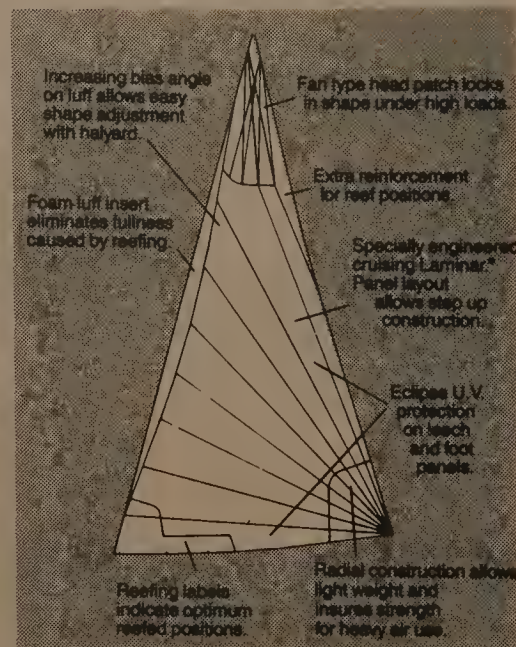 Increasing bias angle
on luff allows easy
shape adjustment
with halyard.
Fan type head patch locks
in shape under high loads.
Extra reinforcement
for reef positions.
Foam luff insert
eliminates fullness
caused by reefing.
Specially engineered
cruising Laminar.*
Panel layout
allows step up
construction.
Eclipse U.V.
protection
on leech
and foot
panels.
Reefing labels
indicate optimum
reefed positions.
Radial construction allows
light weight and
insures strength
for heavy air use.